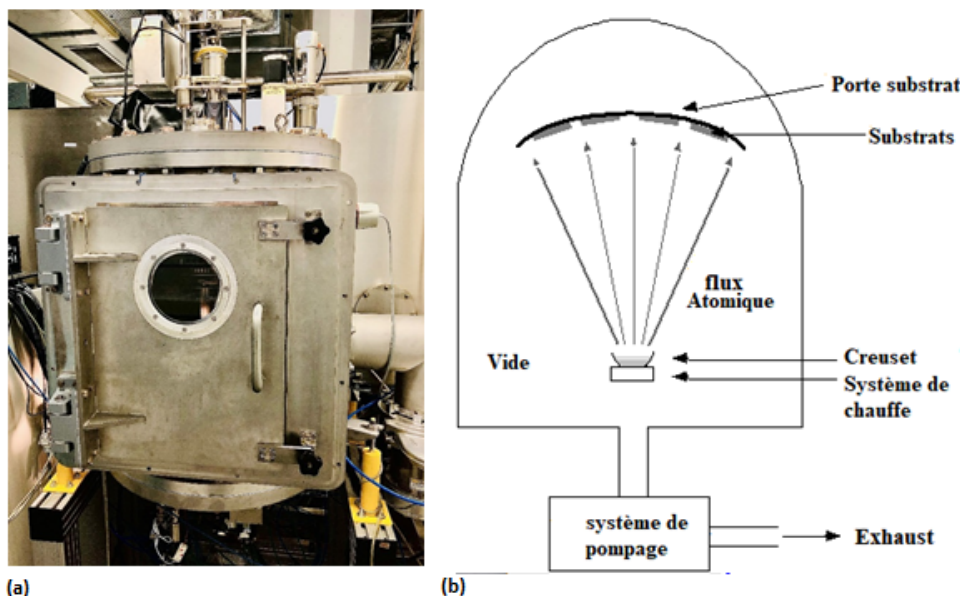 Porte substrat
Substrats
flux
Atomique
Vide
Creuset
Système de
chauffe
système de
pompage
Exhaust
(a)
(b)